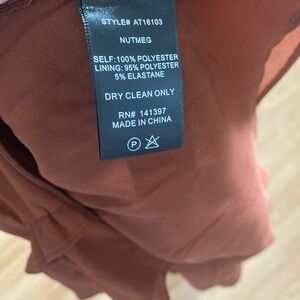 STYLE# AT16103
NUTMEG
SELF:100% POLYESTER
LINING: 95% POLYESTER
5% ELASTANE
DRY CLEAN ONLY
RN# 141397
MADE IN CHINA
P